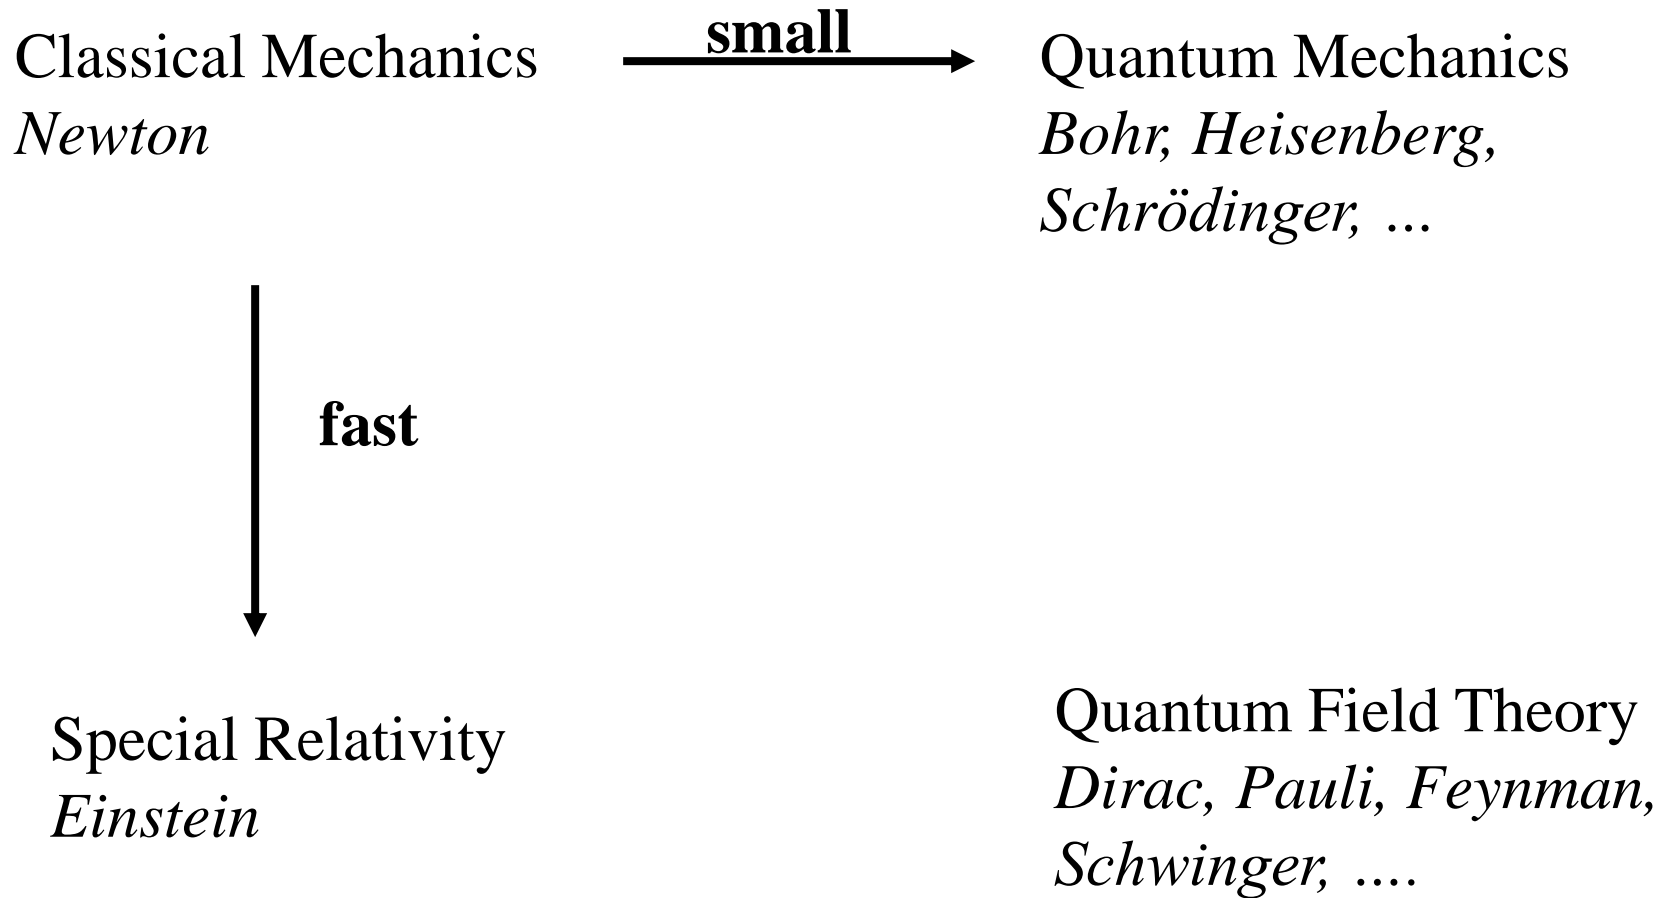 Classical Mechanics
Newton
small
Quantum Mechanics
Bohr, Heisenberg,
Schrödinger, ...
fast
Special Relativity
Einstein
Quantum Field Theory
Dirac, Pauli, Feynman,
Schwinger, ....